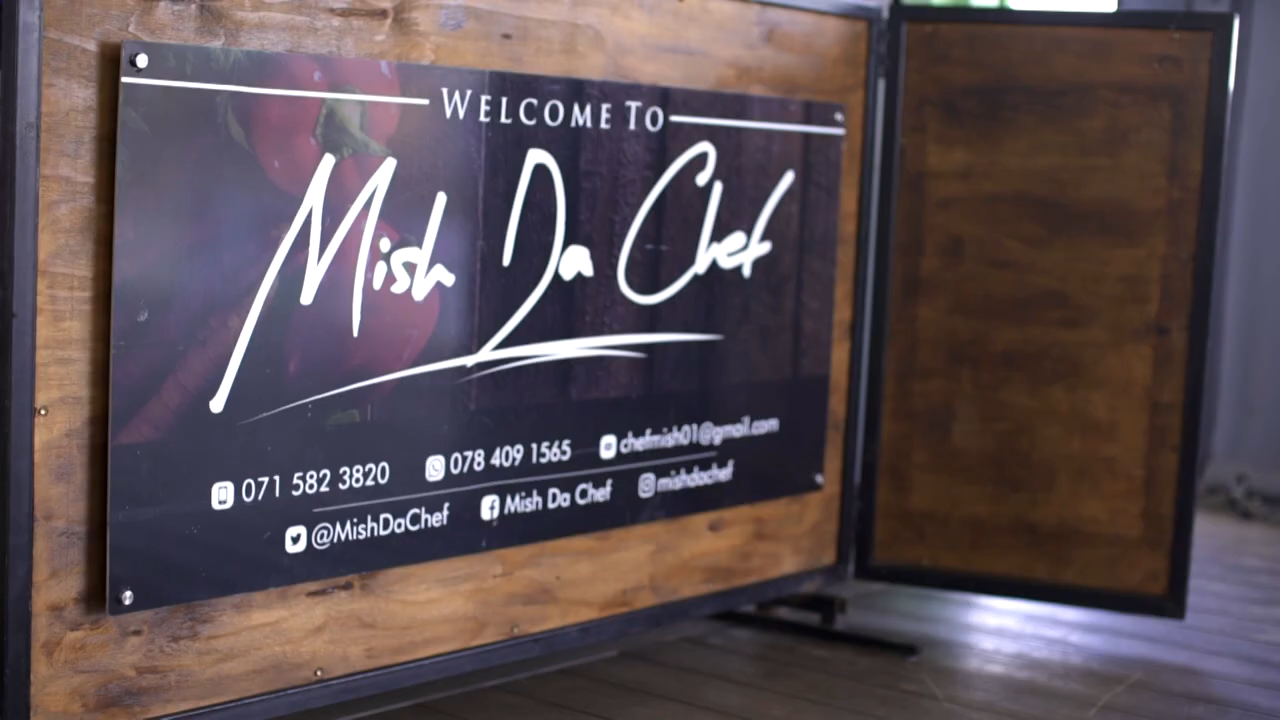 WELCOME TO
Mish Da Chef
071 582 3820 078 409 1565 chefmish01@gmail.com
@MishDaChef Mish Da Chef mishdachef